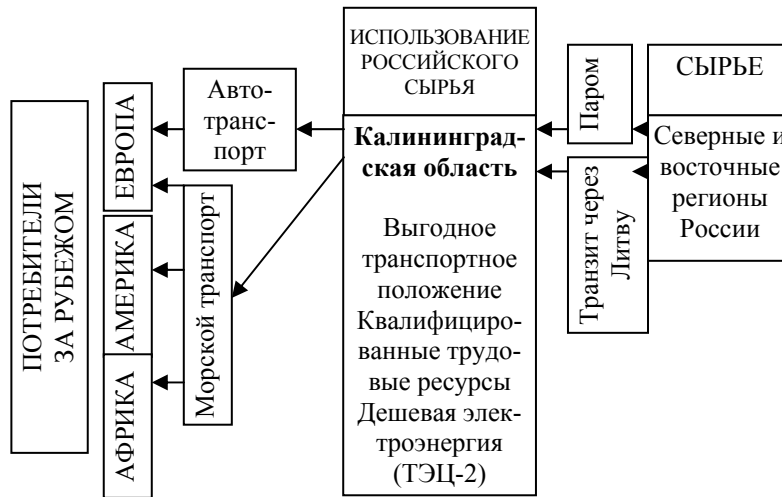 ПОТРЕБИТЕЛИ
ЗА РУБЕЖОМ
ЕВРОПА
АМЕРИКА
АФРИКА
Авто-
транс-
порт
Морской транспорт
ИСПОЛЬЗОВАНИЕ
РОССИЙСКОГО
СЫРЬЯ
Калининград-
ская область
Выгодное
транспортное
положение
Квалифициро-
ванные трудо-
вые ресурсы
Дешевая элек-
троэнергия
(ТЭЦ-2)
Паром
Транзит через
Литву
СЫРЬЕ
Северные и
восточные
регионы
России